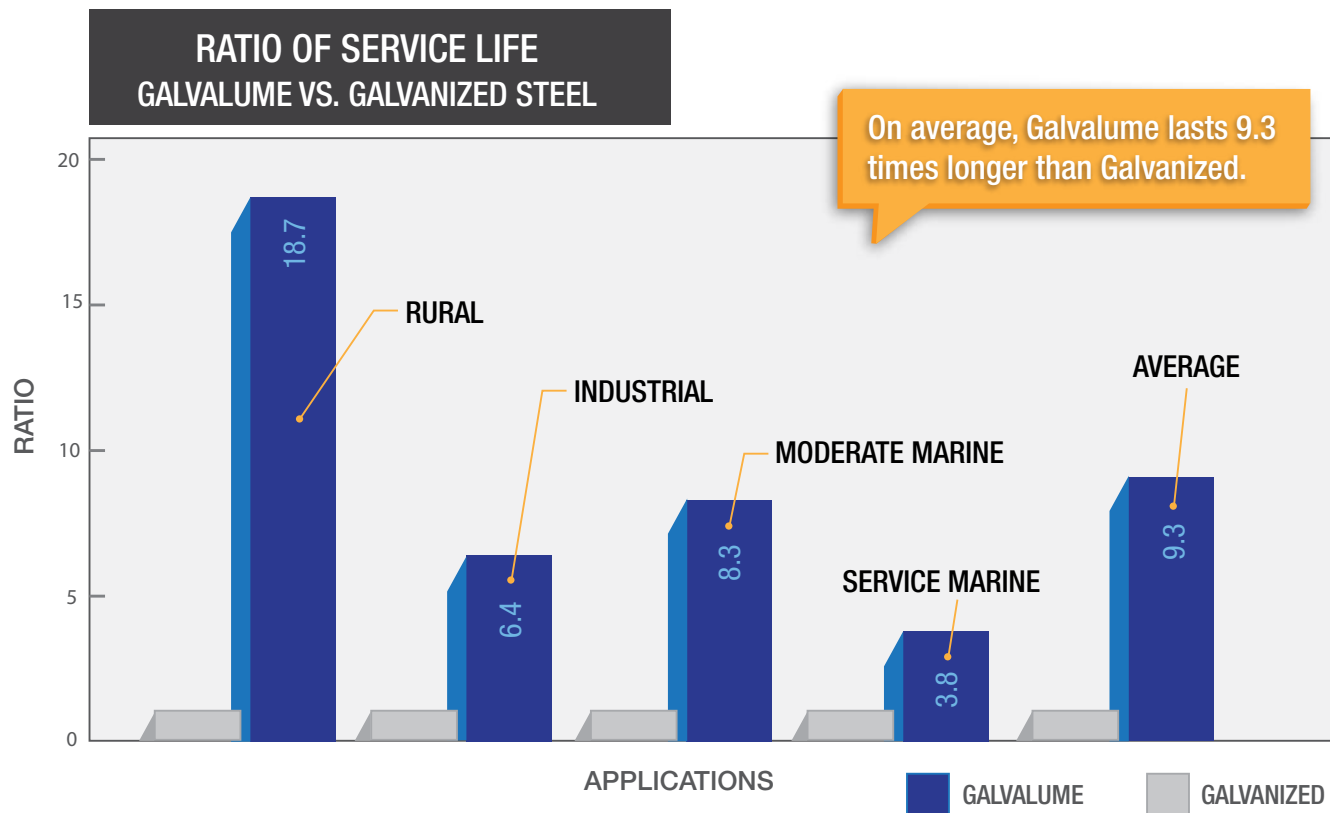 RATIO OF SERVICE LIFE
GALVALUME VS. GALVANIZED STEEL
On average, Galvalume lasts 9.3
times longer than Galvanized.
20
15
10
5
0
RATIO
18.7
RURAL
6.4
INDUSTRIAL
8.3
MODERATE MARINE
3.8
SERVICE MARINE
9.3
AVERAGE
APPLICATIONS
GALVALUME
GALVANIZED